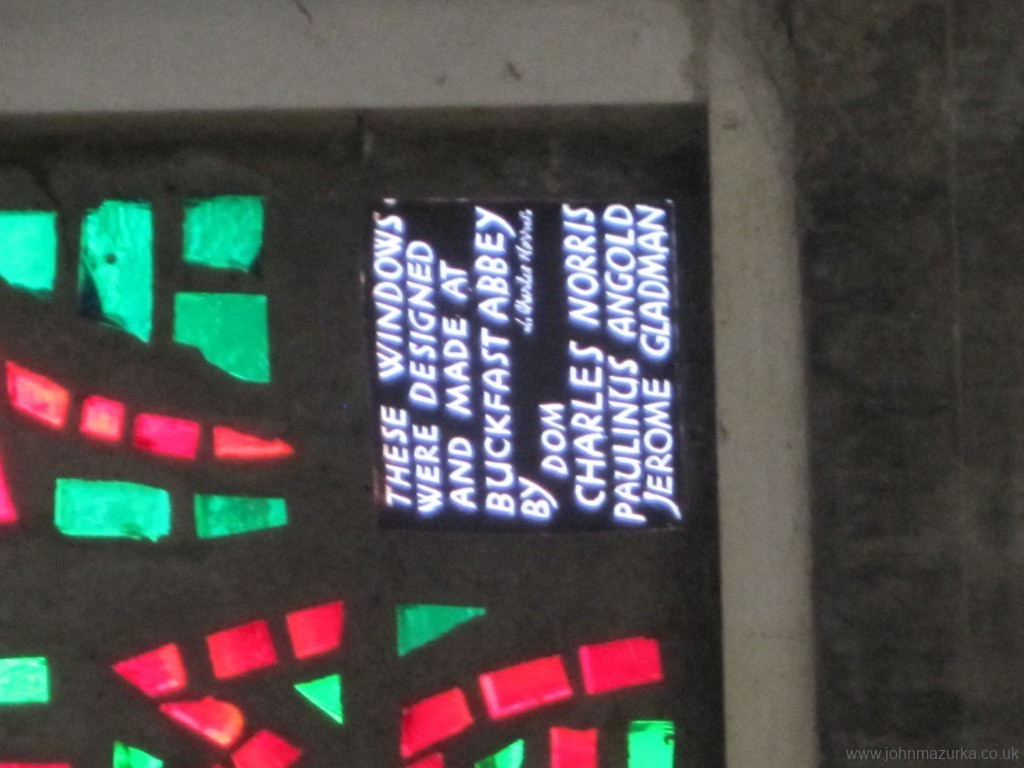 THESE WINDOWS
WERE DESIGNED
AND MADE AT
BUCKFAST ABBEY
BY DOM
CHARLES NORRIS
PAULINUS ANGOLD
JEROME GLADMAN
www.johnmazurka.co.uk